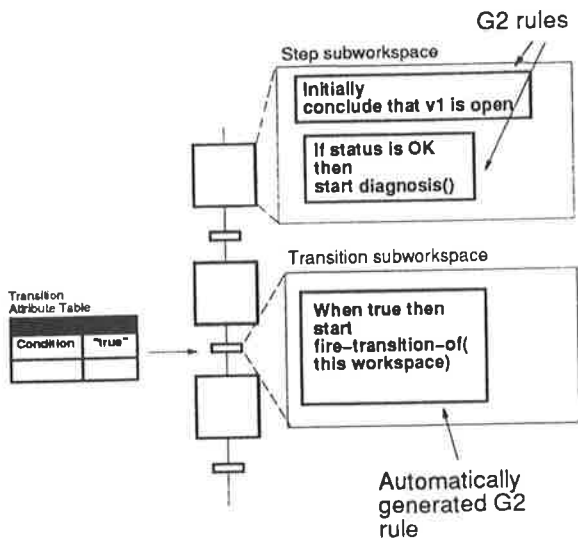 G2 rules
Step subworkspace
Initially
conclude that v1 is open
If status is OK
then
start diagnosis()
Transition subworkspace
Transition
Attribute Table
Condition "true"
When true then
start
fire-transition-of(
this workspace)
Automatically
generated G2
rule